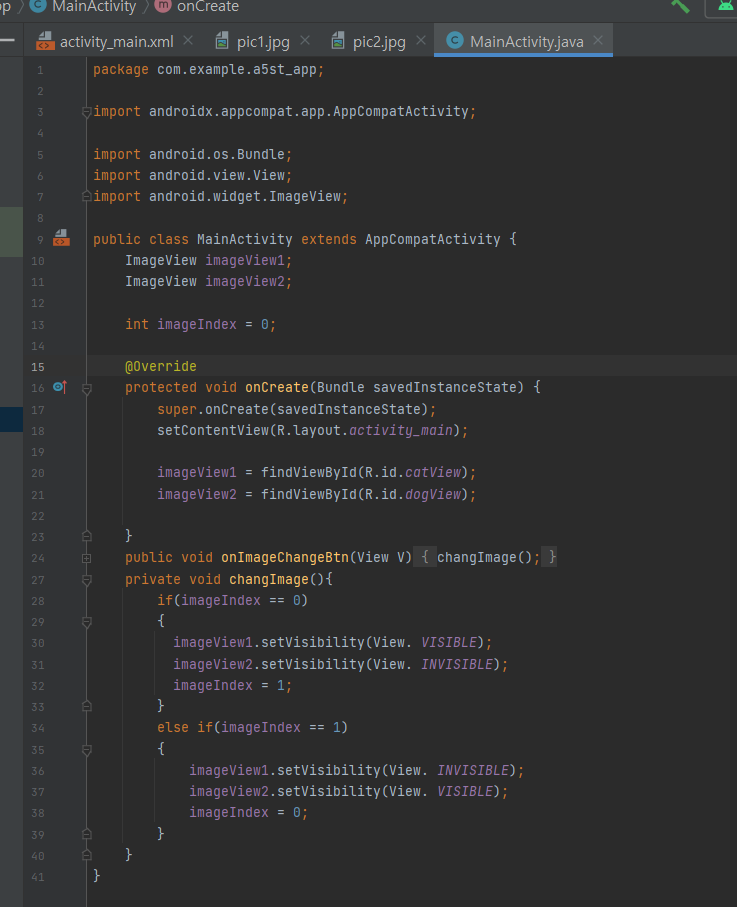 MainActivity onCreate
activity_main.xml pic1.jpg pic2.jpg MainActivity.java
1 package com.example.a5st_app;
2
3 import androidx.appcompat.app.AppCompatActivity;
4
5 import android.os.Bundle;
6 import android.view.View;
7 import android.widget.ImageView;
8
9 public class MainActivity extends AppCompatActivity {
10 ImageView imageView1;
11 ImageView imageView2;
12
13 int imageIndex = 0;
14
15 @Override
16 protected void onCreate(Bundle savedInstanceState) {
17 super.onCreate(savedInstanceState);
18 setContentView(R.layout.activity_main);
19
20 imageView1 = findViewById(R.id.catView);
21 imageView2 = findViewById(R.id.dogView);
22
23 }
24 public void onImageChangeBtn(View V) { changImage(); }
27 private void changImage(){
28 if(imageIndex == 0)
29 {
30 imageView1.setVisibility(View. VISIBLE);
31 imageView2.setVisibility(View. INVISIBLE);
32 imageIndex = 1;
33 }
34 else if(imageIndex == 1)
35 {
36 imageView1.setVisibility(View. INVISIBLE);
37 imageView2.setVisibility(View. VISIBLE);
38 imageIndex = 0;
39 }
40 }
41 }